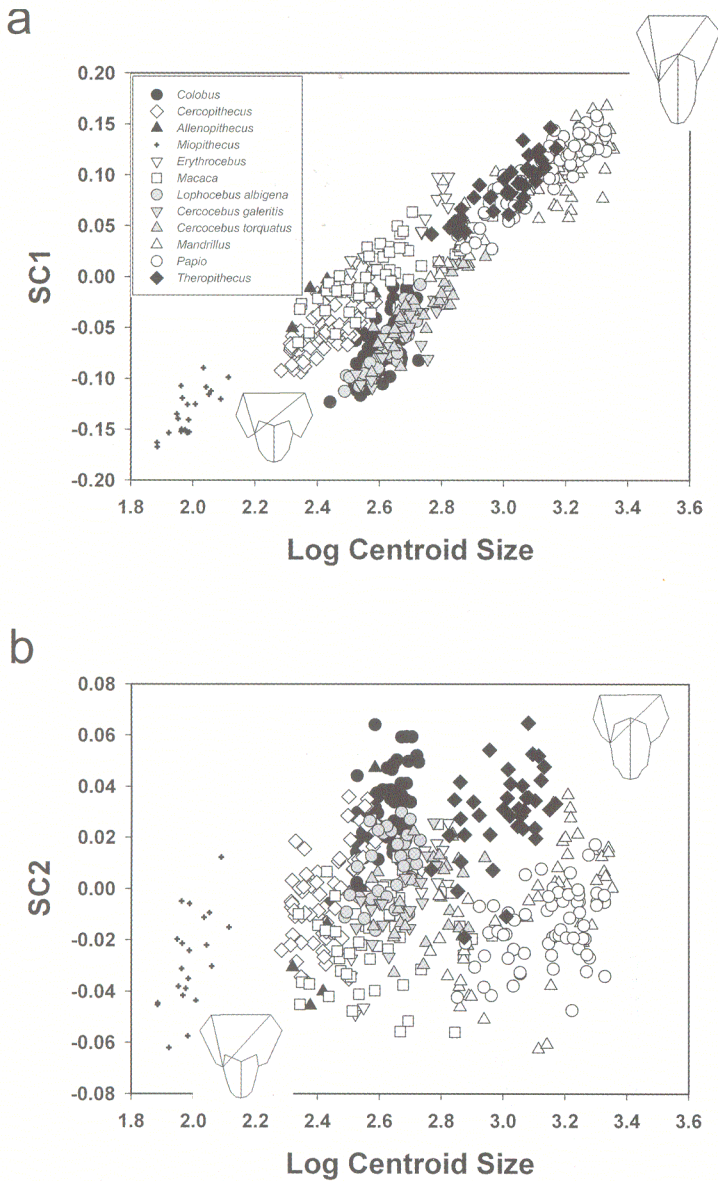 a
0.20
0.15
0.10
0.05
0.00
-0.05
-0.10
-0.15
-0.20
SC1
Colobus
Cercopithecus
Allenopithecus
Miopithecus
Erythrocebus
Macaca
Lophocebus albigena
Cercocebus galeritis
Cercocebus torquatus
Mandrillus
Papio
Theropithecus
1.8 2.0 2.2 2.4 2.6 2.8 3.0 3.2 3.4 3.6
Log Centroid Size
b
0.08
0.06
0.04
0.02
0.00
-0.02
-0.04
-0.06
-0.08
SC2
1.8 2.0 2.2 2.4 2.6 2.8 3.0 3.2 3.4 3.6
Log Centroid Size